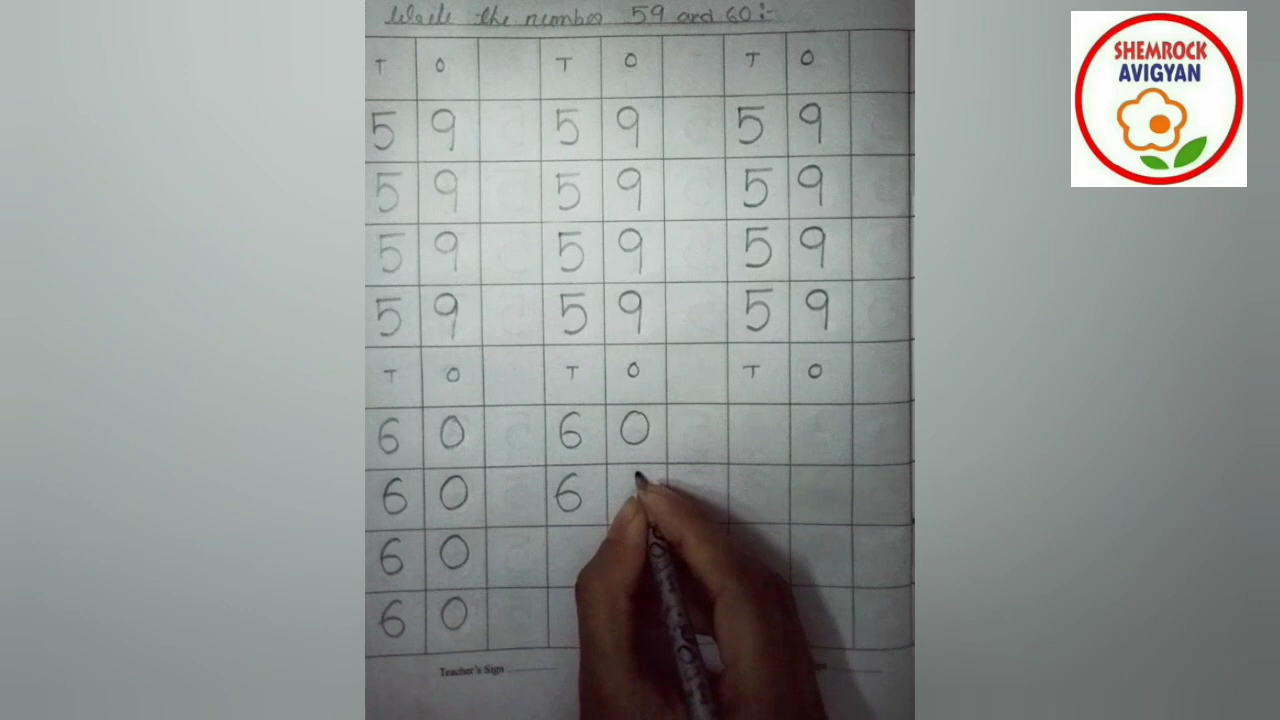 Write the number 59 and 60:-
T O T O T O
5 9 5 9 5 9
5 9 5 9 5 9
5 9 5 9 5 9
5 9 5 9 5 9
T O T O T O
6 0 6 0
6 0 6
6 0
6 0
Teacher's Sign
SHEMROCK
AVIGYAN